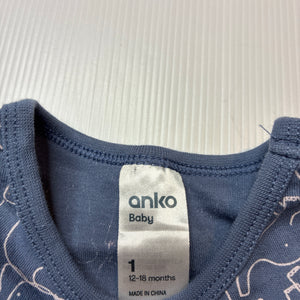 anko
Baby
1
12-18 months
MADE IN CHINA